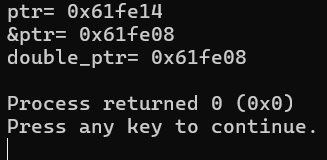 ptr= 0x61fe14
&ptr= 0x61fe08
double_ptr= 0x61fe08
Process returned 0 (0x0)
Press any key to continue.